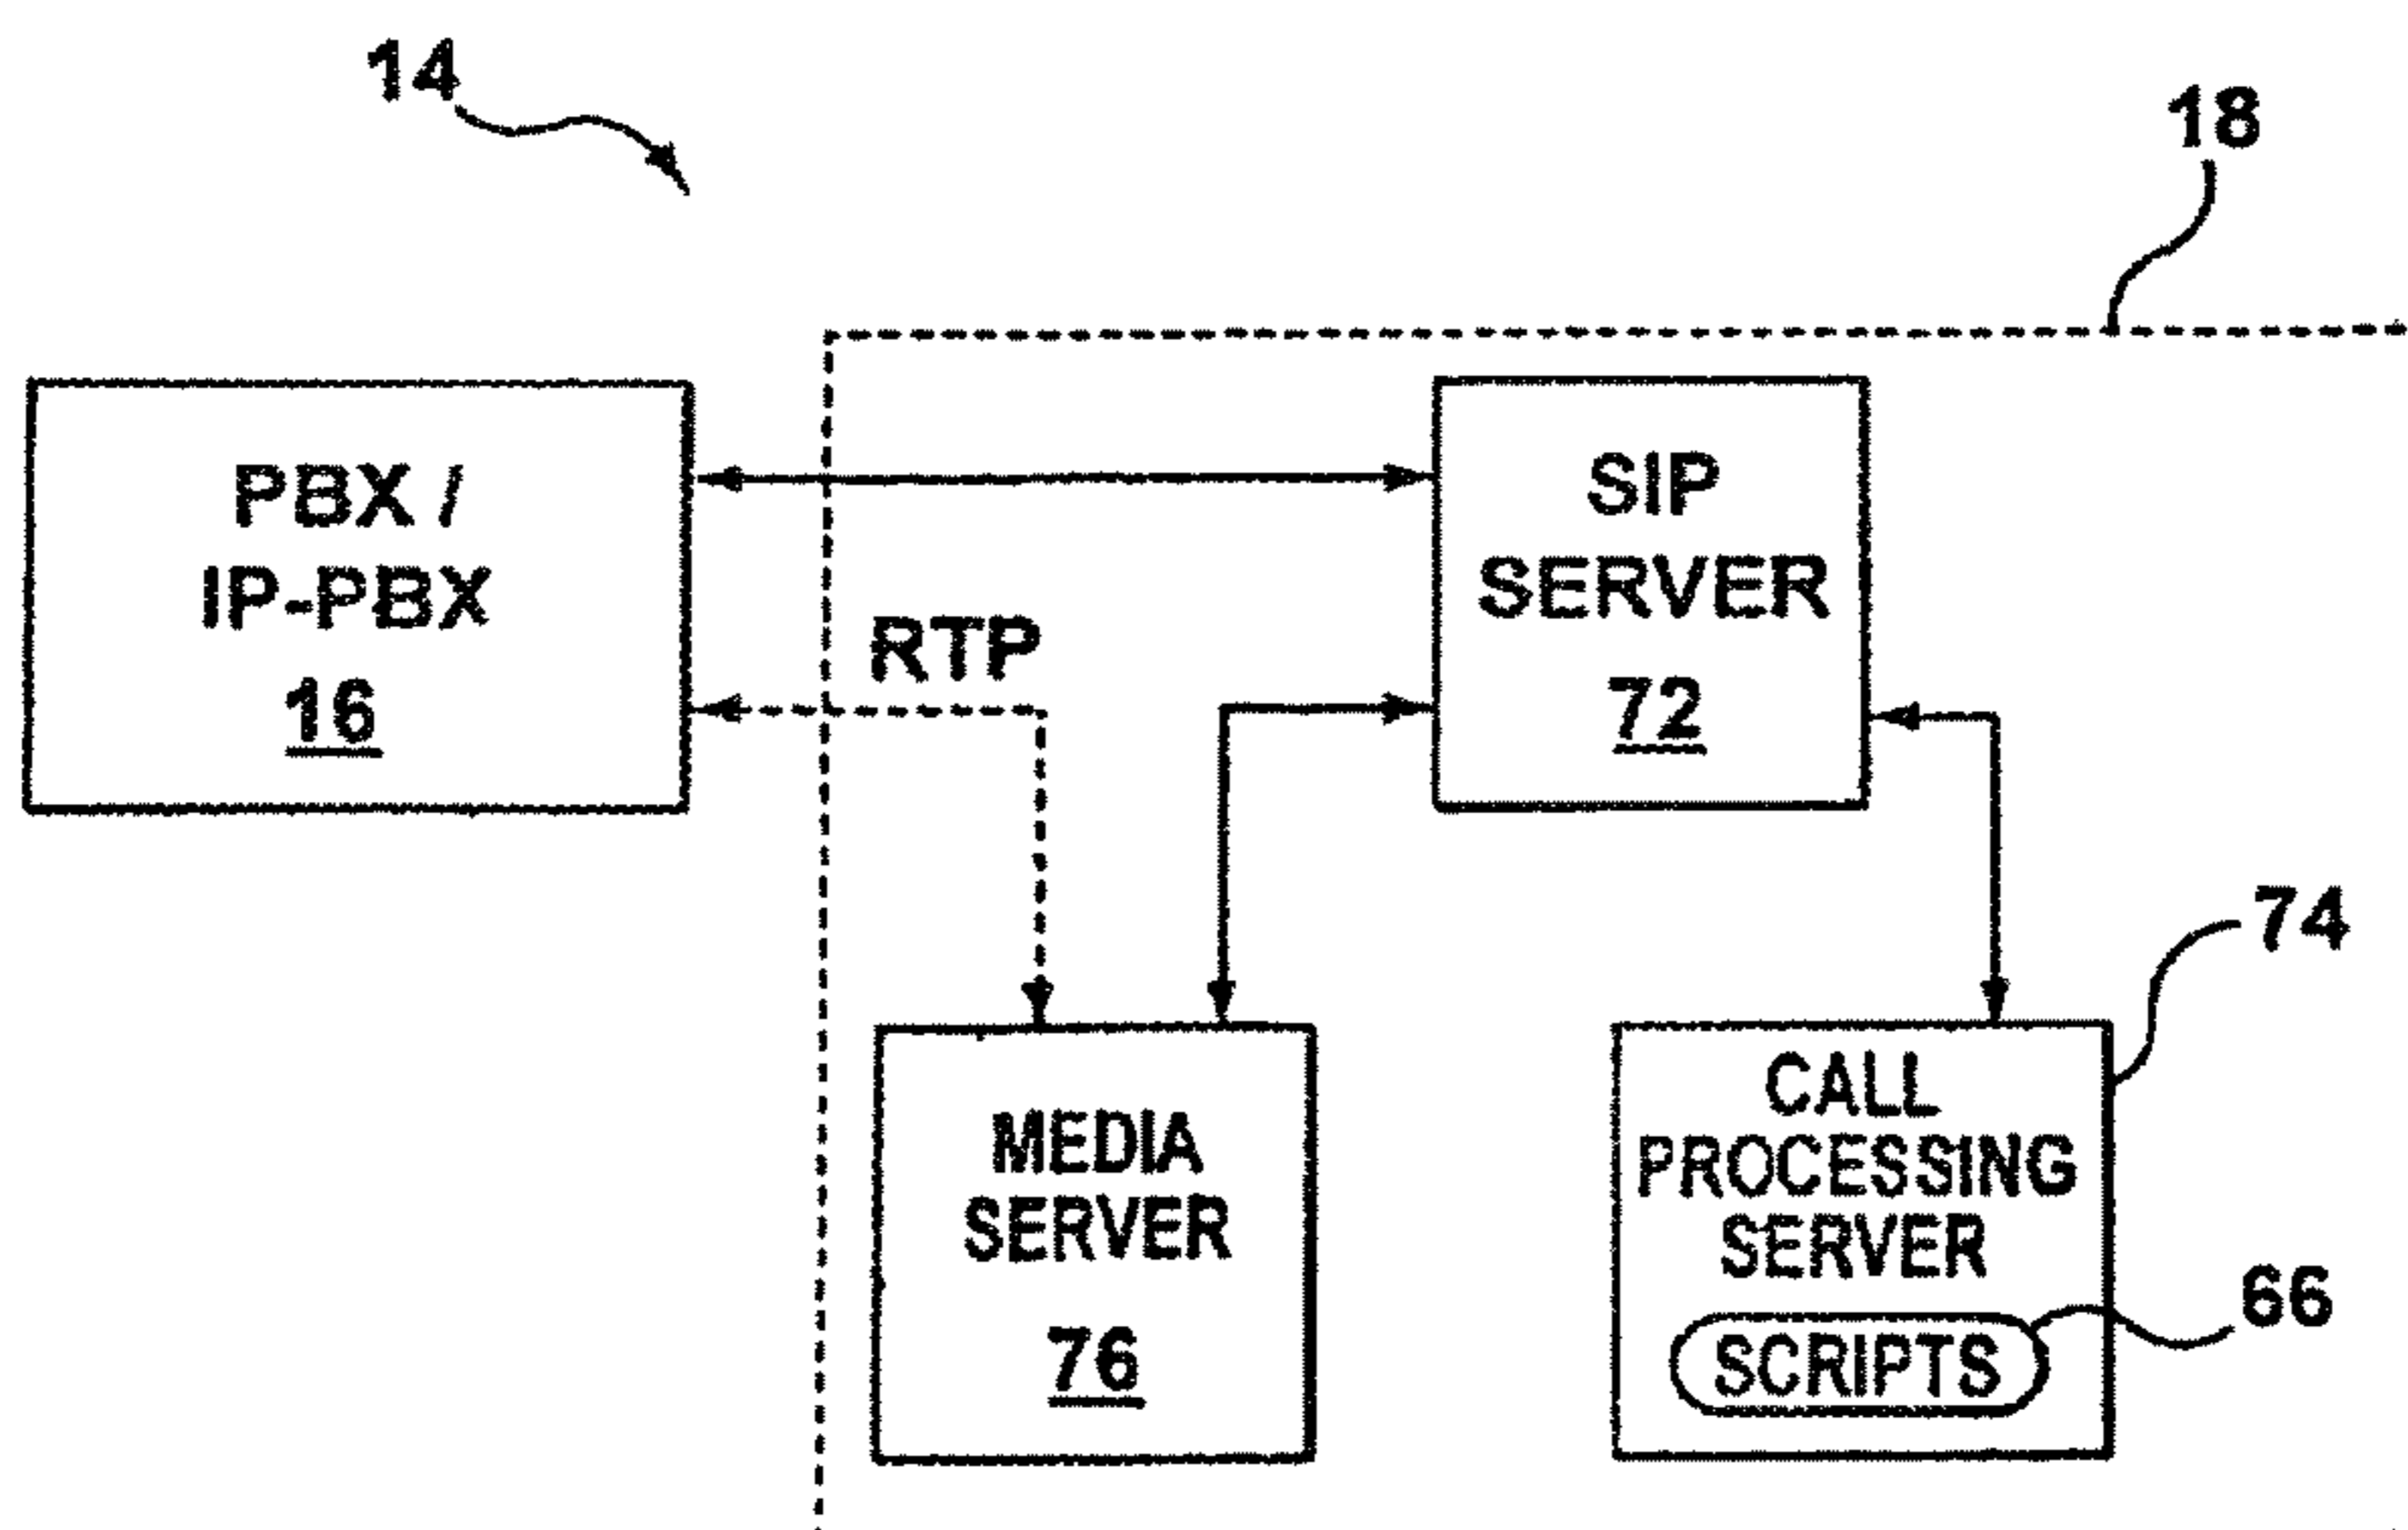 14
18
PBX /
IP-PBX
16
SIP
SERVER
72
RTP
74
MEDIA
SERVER
76
CALL
PROCESSING
SERVER
SCRIPTS
66